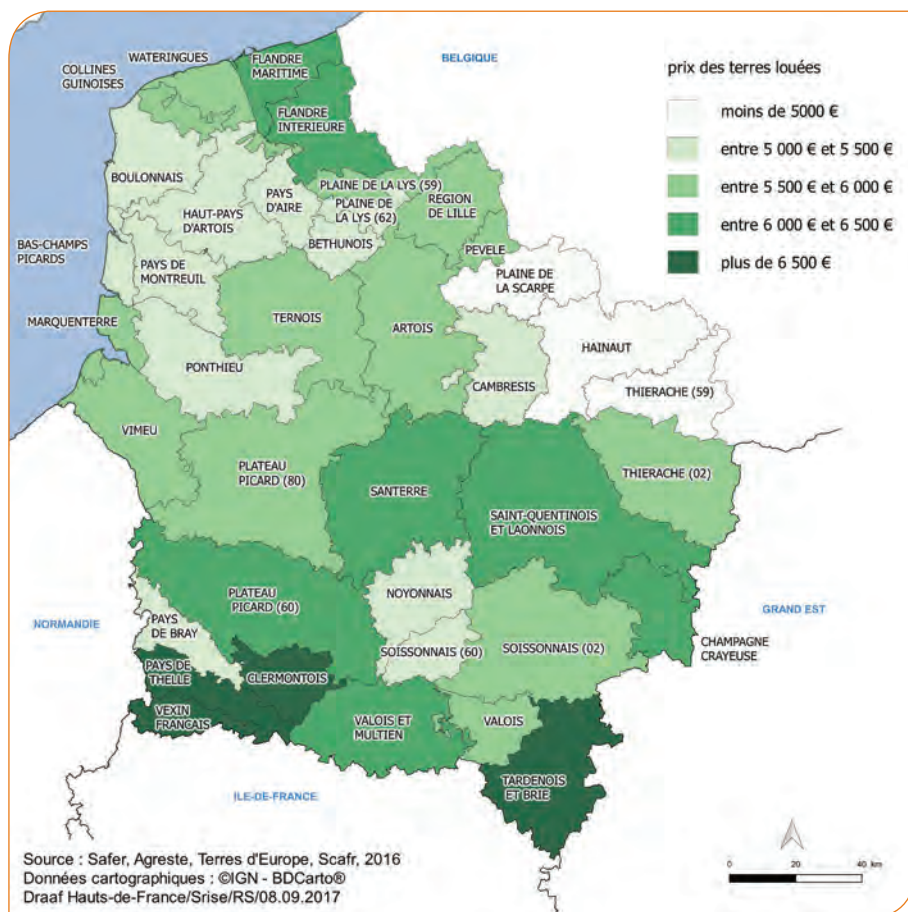 WATERINGUES
COLLINES
GUINOISES
FLANDRE
MARITIME
BELGIQUE
FLANDRE
INTERIEURE
prix des terres louées
moins de 5000 €
entre 5 000 € et 5 500 €
entre 5 500 € et 6 000 €
entre 6 000 € et 6 500 €
plus de 6 500 €
BOULONNAIS
PAYS
D'AIRE
PLAINE DE LA LYS (59)
PLAINE DE
LA LYS (62)
REGION
DE LILLE
HAUT-PAYS
D'ARTOIS
BETHUNOIS
PEVELE
BAS-CHAMPS
PICARDS
PAYS DE
MONTREUIL
PLAINE DE
LA SCARPE
MARQUENTERRE
TERNOIS
ARTOIS
HAINAUT
PONTHIEU
CAMBRESIS
THIERACHE (59)
VIMEU
PLATEAU
PICARD (80)
SANTERRE
SAINT-QUENTINOIS
ET LAONNOIS
THIERACHE (02)
PLATEAU
PICARD (60)
NOYONNAIS
NORMANDIE
GRAND EST
PAYS
DE BRAY
SOISSONNAIS (60)
SOISSONNAIS (02)
CHAMPAGNE
CRAYEUSE
PAYS DE
THELLE
CLERMONTOIS
VEXIN
FRANCAIS
VALOIS ET
MULTIEN
VALOIS
TARDENOIS
ET BRIE
ILE-DE-FRANCE
Source : Safer, Agreste, Terres d'Europe, Scafr, 2016
Données cartographiques : ©IGN - BDCarto®
Draaf Hauts-de-France/Srise/RS/08.09.2017
0 20 40 km